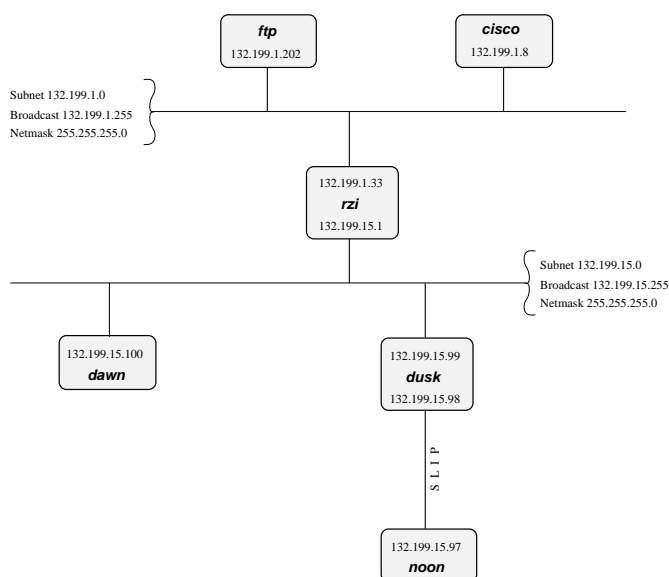 ftp
132.199.1.202
cisco
132.199.1.8
Subnet 132.199.1.0
Broadcast 132.199.1.255
Netmask 255.255.255.0
132.199.1.33
rzi
132.199.15.1
Subnet 132.199.15.0
Broadcast 132.199.15.255
Netmask 255.255.255.0
132.199.15.100
dawn
132.199.15.99
dusk
132.199.15.98
SLIP
132.199.15.97
noon